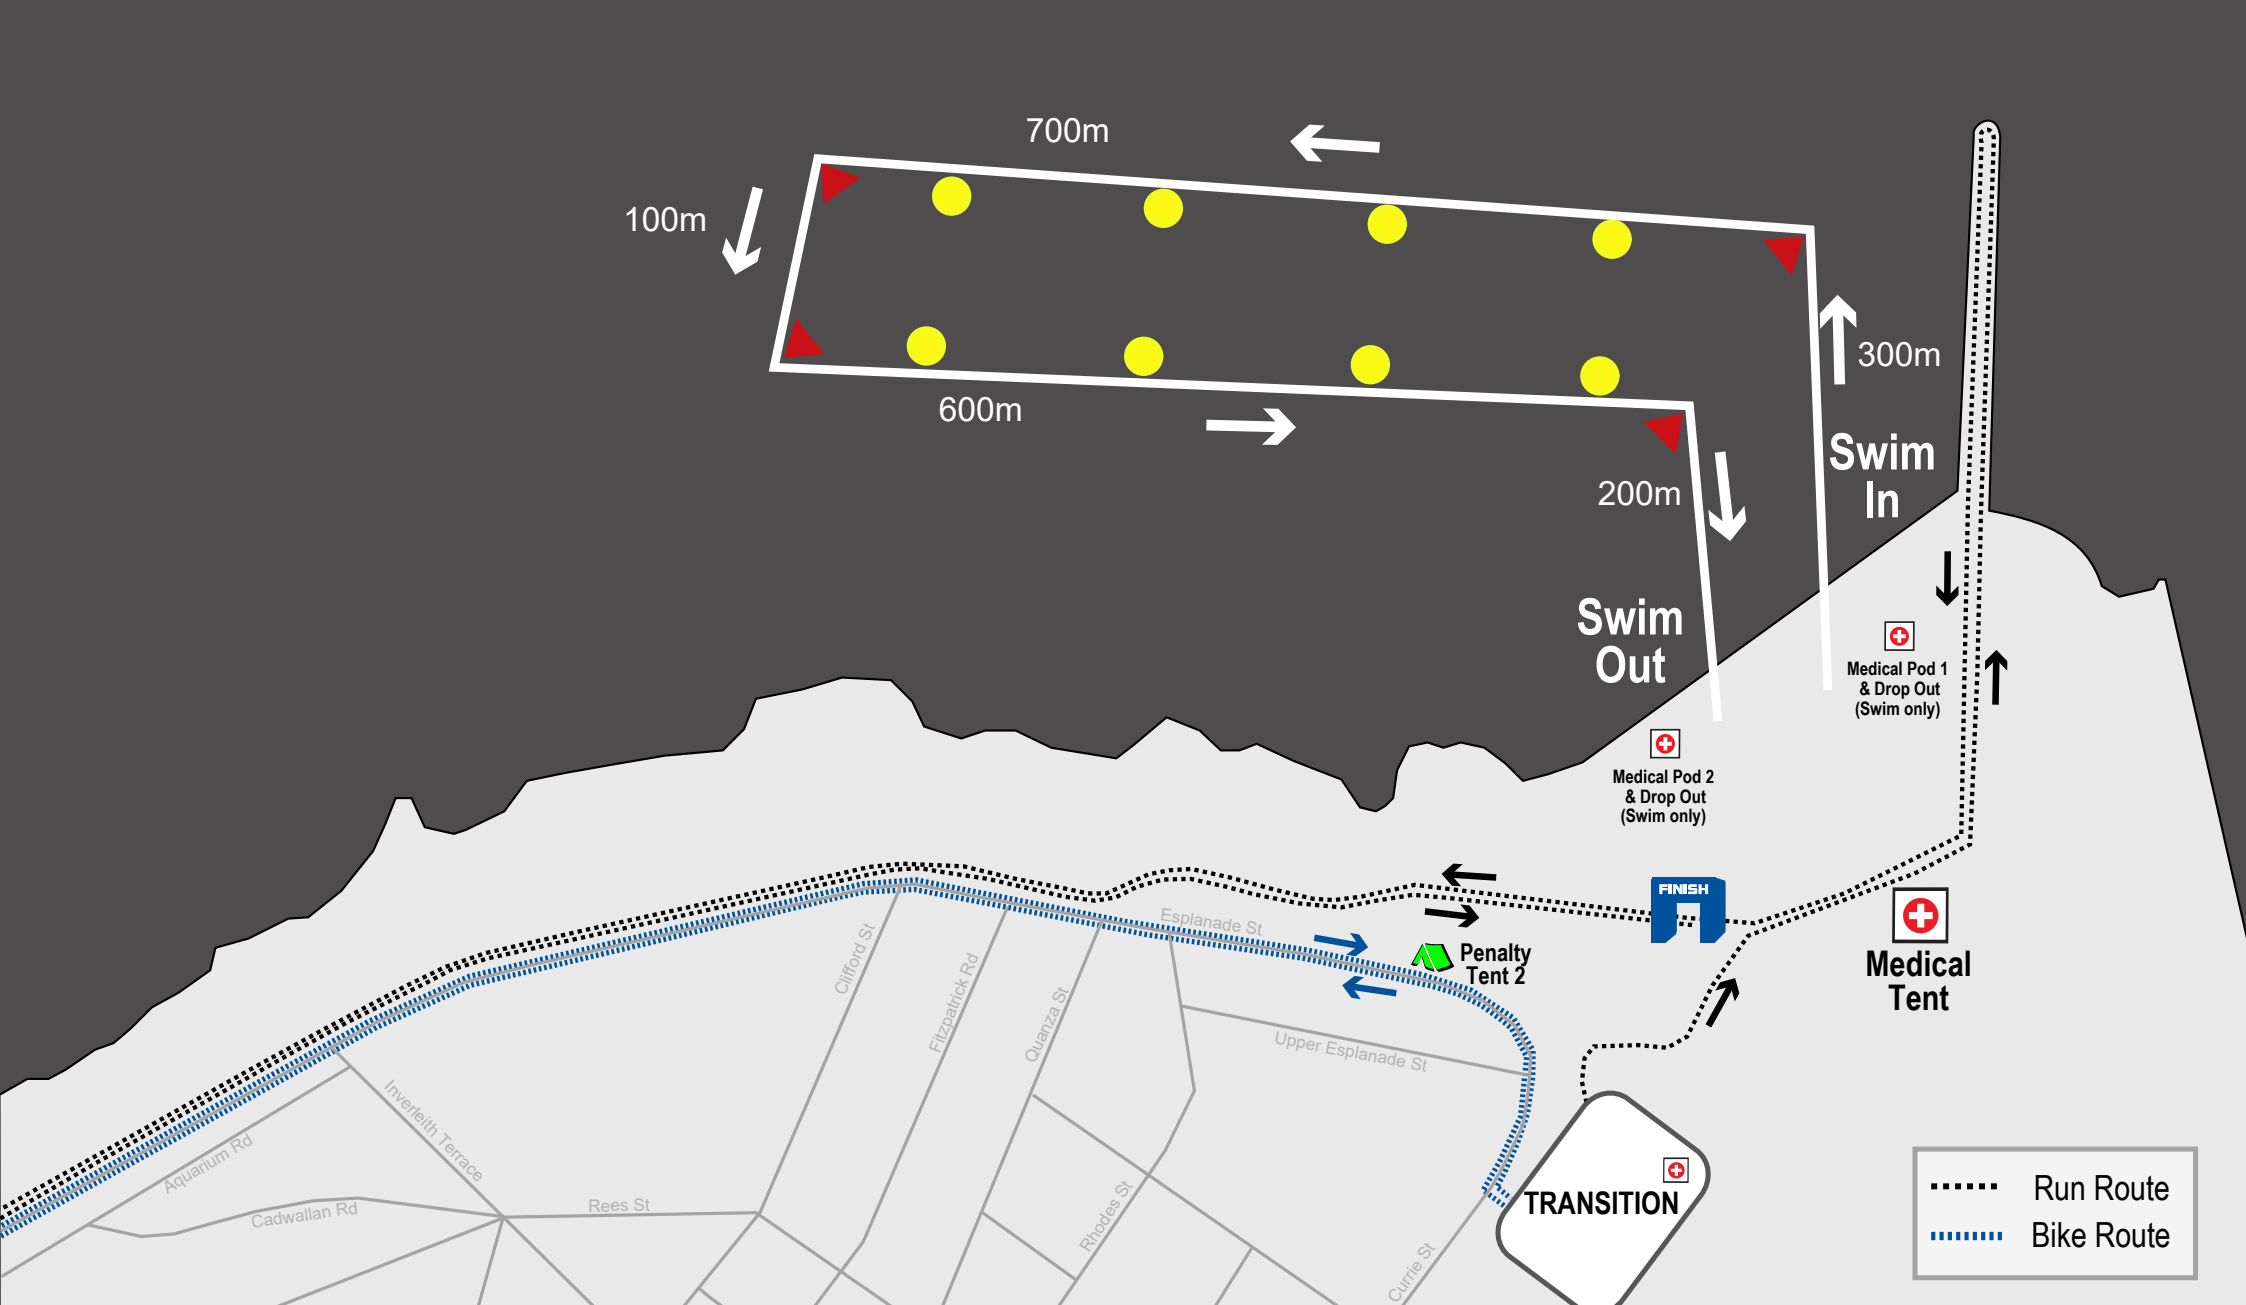 700m
100m
300m
600m
Swim
In
200m
Swim
Out
Medical Pod 1
& Drop Out
(Swim only)
Medical Pod 2
& Drop Out
(Swim only)
FINISH
Esplanade St
Penalty
Tent 2
Medical
Tent
Clifford St
Fitzpatrick Rd
Quanza St
Upper Esplanade St
Inverleith Terrace
Aquarium Rd
Cadwallan Rd
Rees St
Rhodes St
Currie St
TRANSITION
Run Route
Bike Route